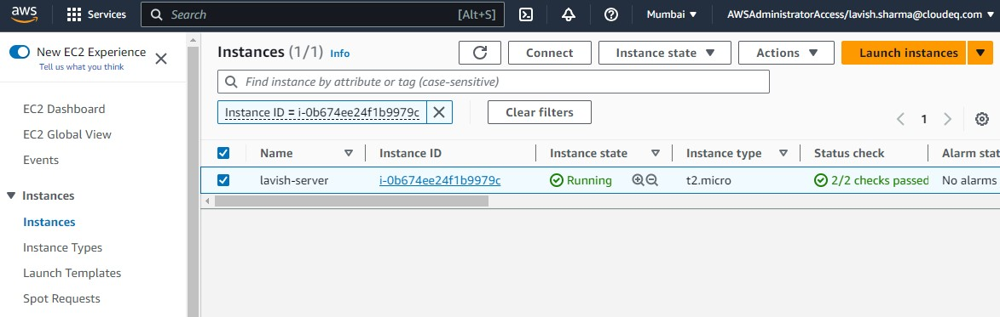 aws Services Search [Alt+S] Mumbai AWSAdministratorAccess/lavish.sharma@cloudeq.com
New EC2 Experience
Tell us what you think
EC2 Dashboard
EC2 Global View
Events
Instances
Instances
Instance Types
Launch Templates
Spot Requests
Instances (1/1) Info Connect Instance state Actions Launch instances
Find instance by attribute or tag (case-sensitive)
Instance ID = i-0b674ee24f1b9979c Clear filters
1
Name Instance ID Instance state Instance type Status check Alarm stat
lavish-server i-0b674ee24f1b9979c Running t2.micro 2/2 checks passed No alarms